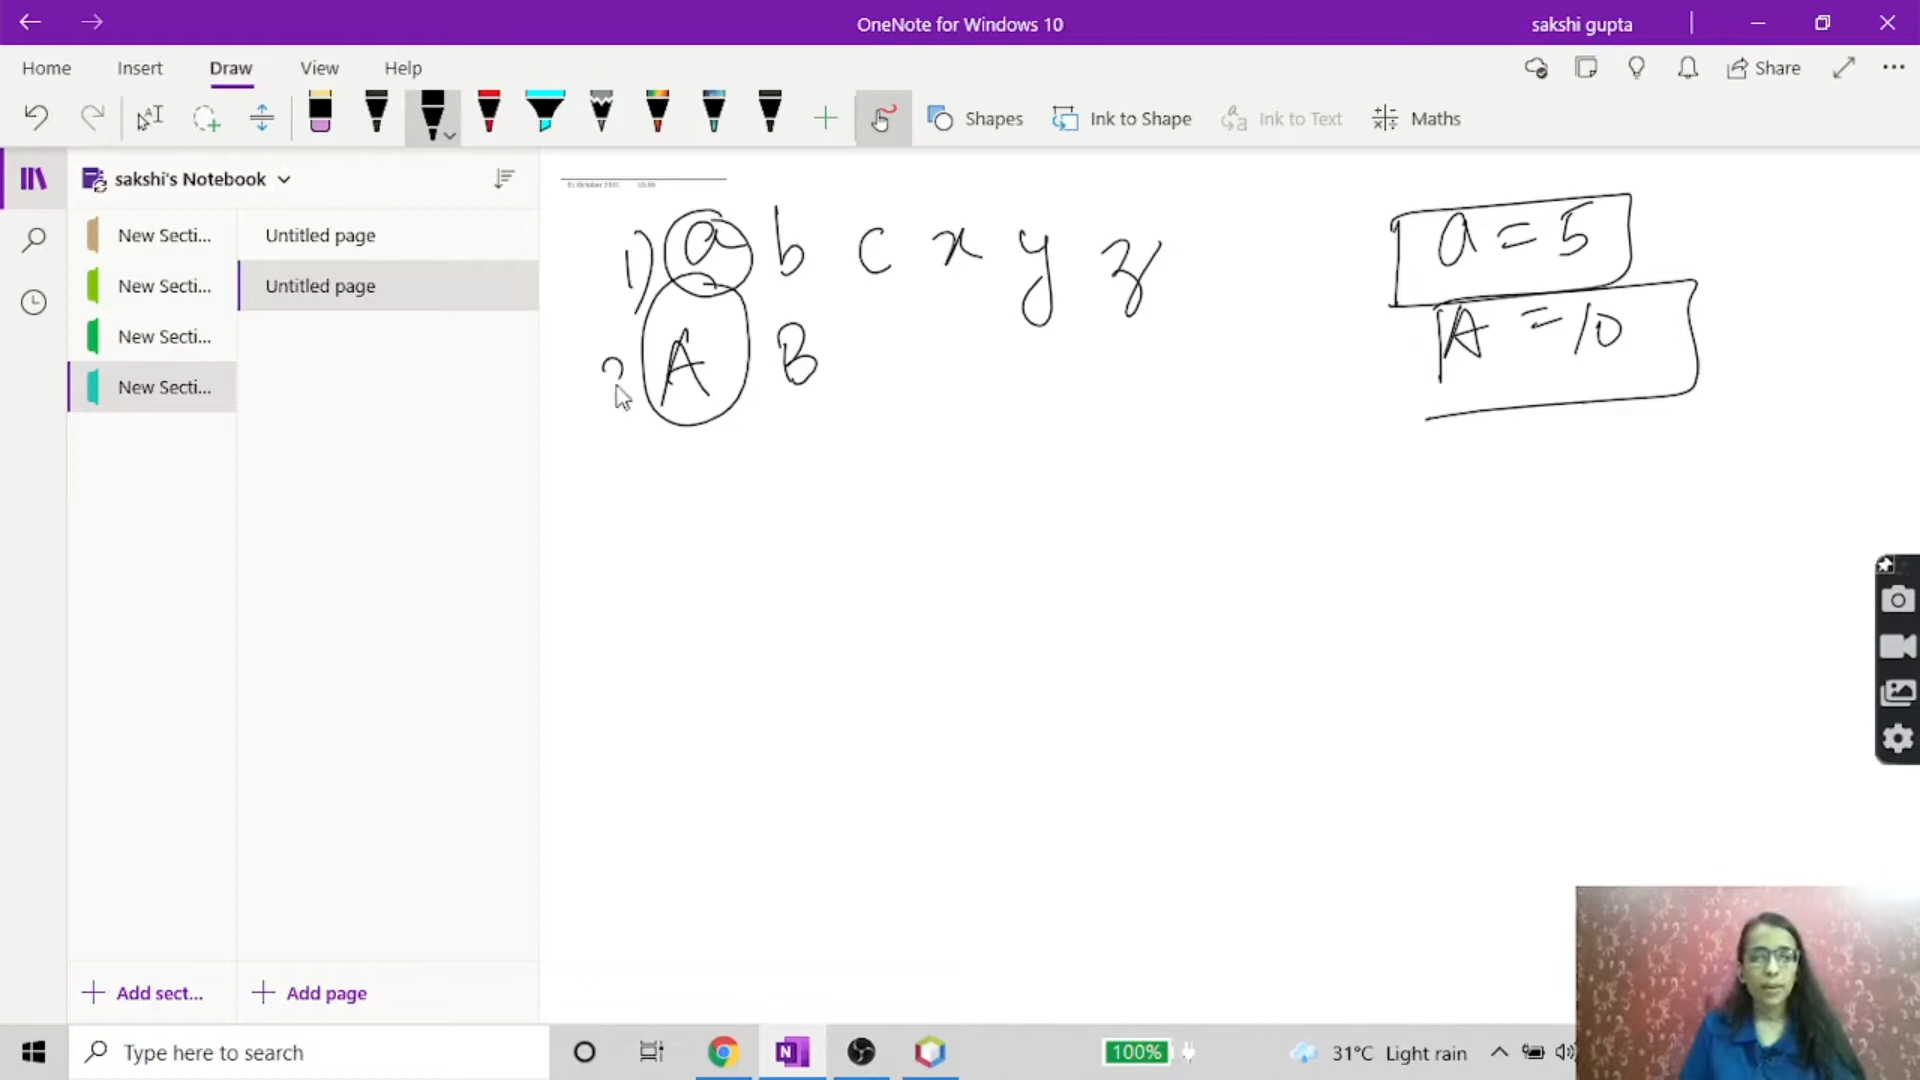 OneNote for Windows 10
sakshi gupta
Home Insert Draw View Help
Share
Shapes Ink to Shape Ink to Text Maths
sakshi's Notebook
New Secti...
New Secti...
New Secti...
New Secti...
Untitled page
Untitled page
1) a b c x y z
2 A B
a = 5
A = 10
Add sect...
Add page
Type here to search
100%
31°C Light rain